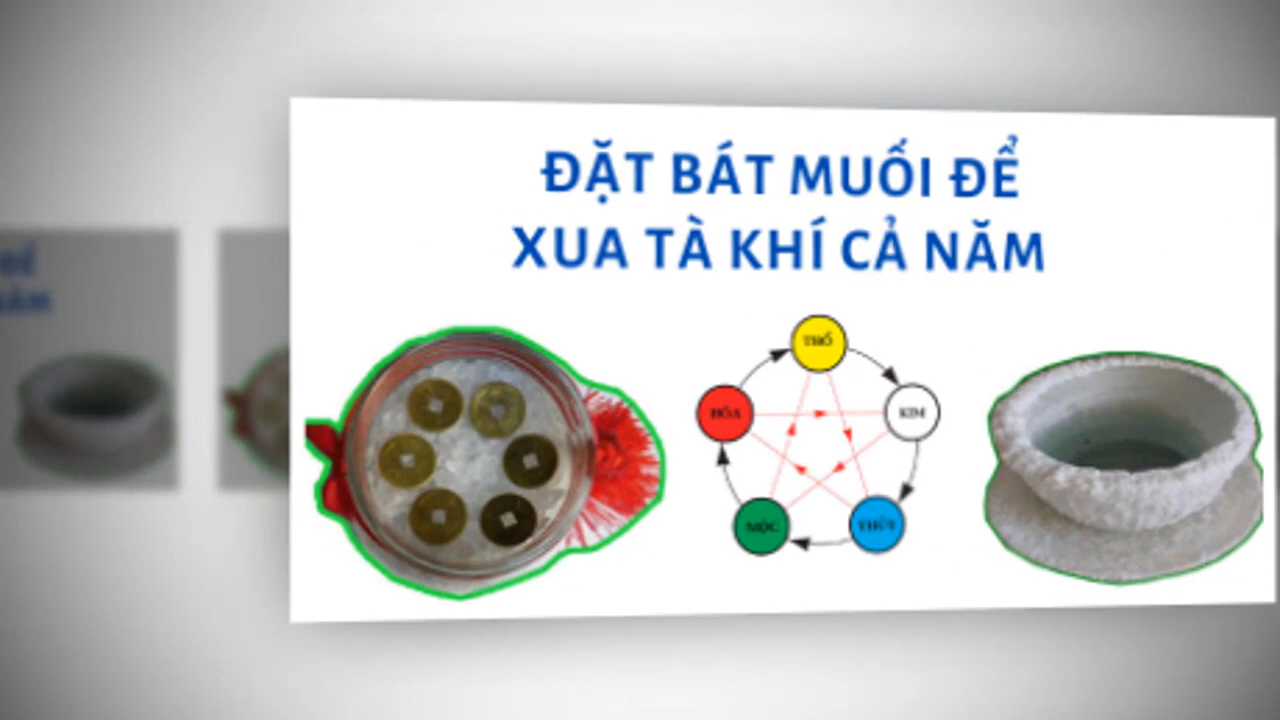 ĐẶT BÁT MUỐI ĐỂ
XUA TÀ KHÍ CẢ NĂM
THỔ
HỎA
KIM
MỘC
THỦY